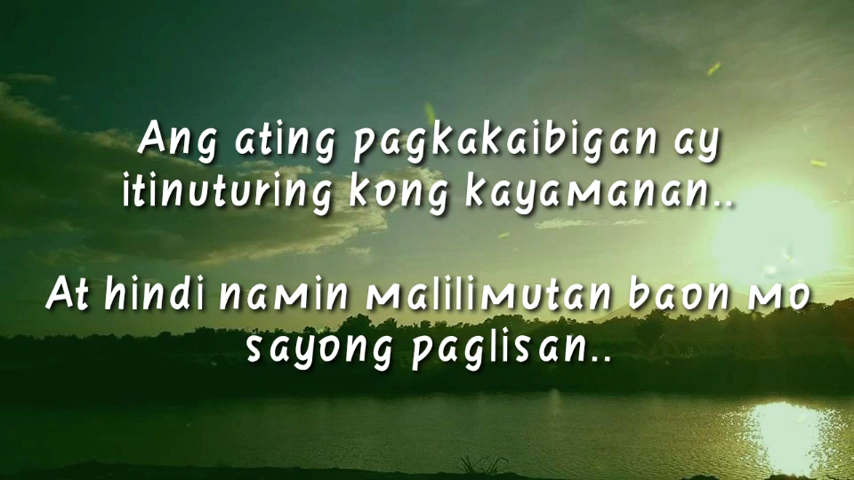 Ang ating pagkakaibigan ay
itinuturing kong kayamanan..
At hindi namin malilimutan baon mo
sayong paglisan..